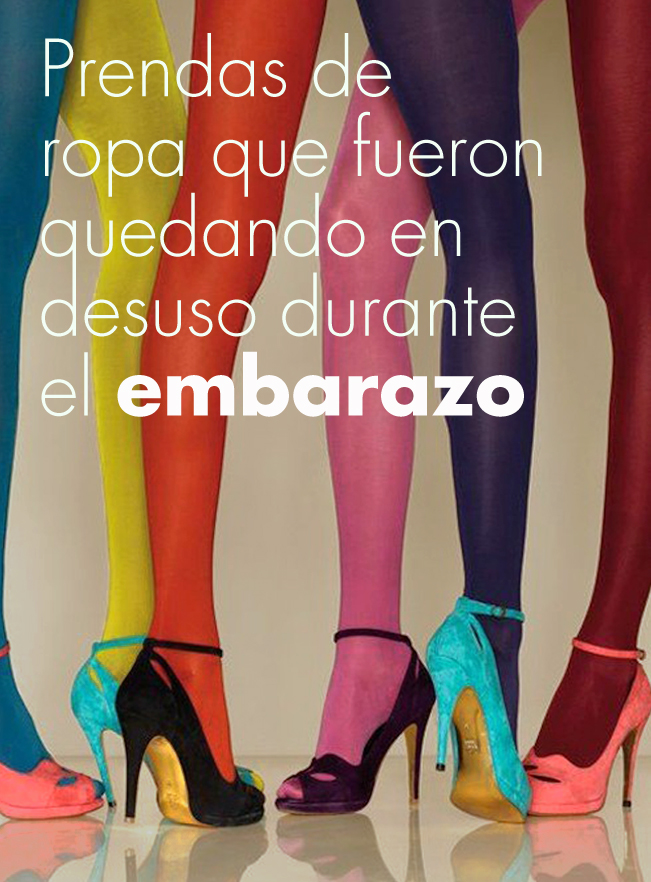 Prendas de
ropa que fueron
quedando en
desuso durante
el embarazo